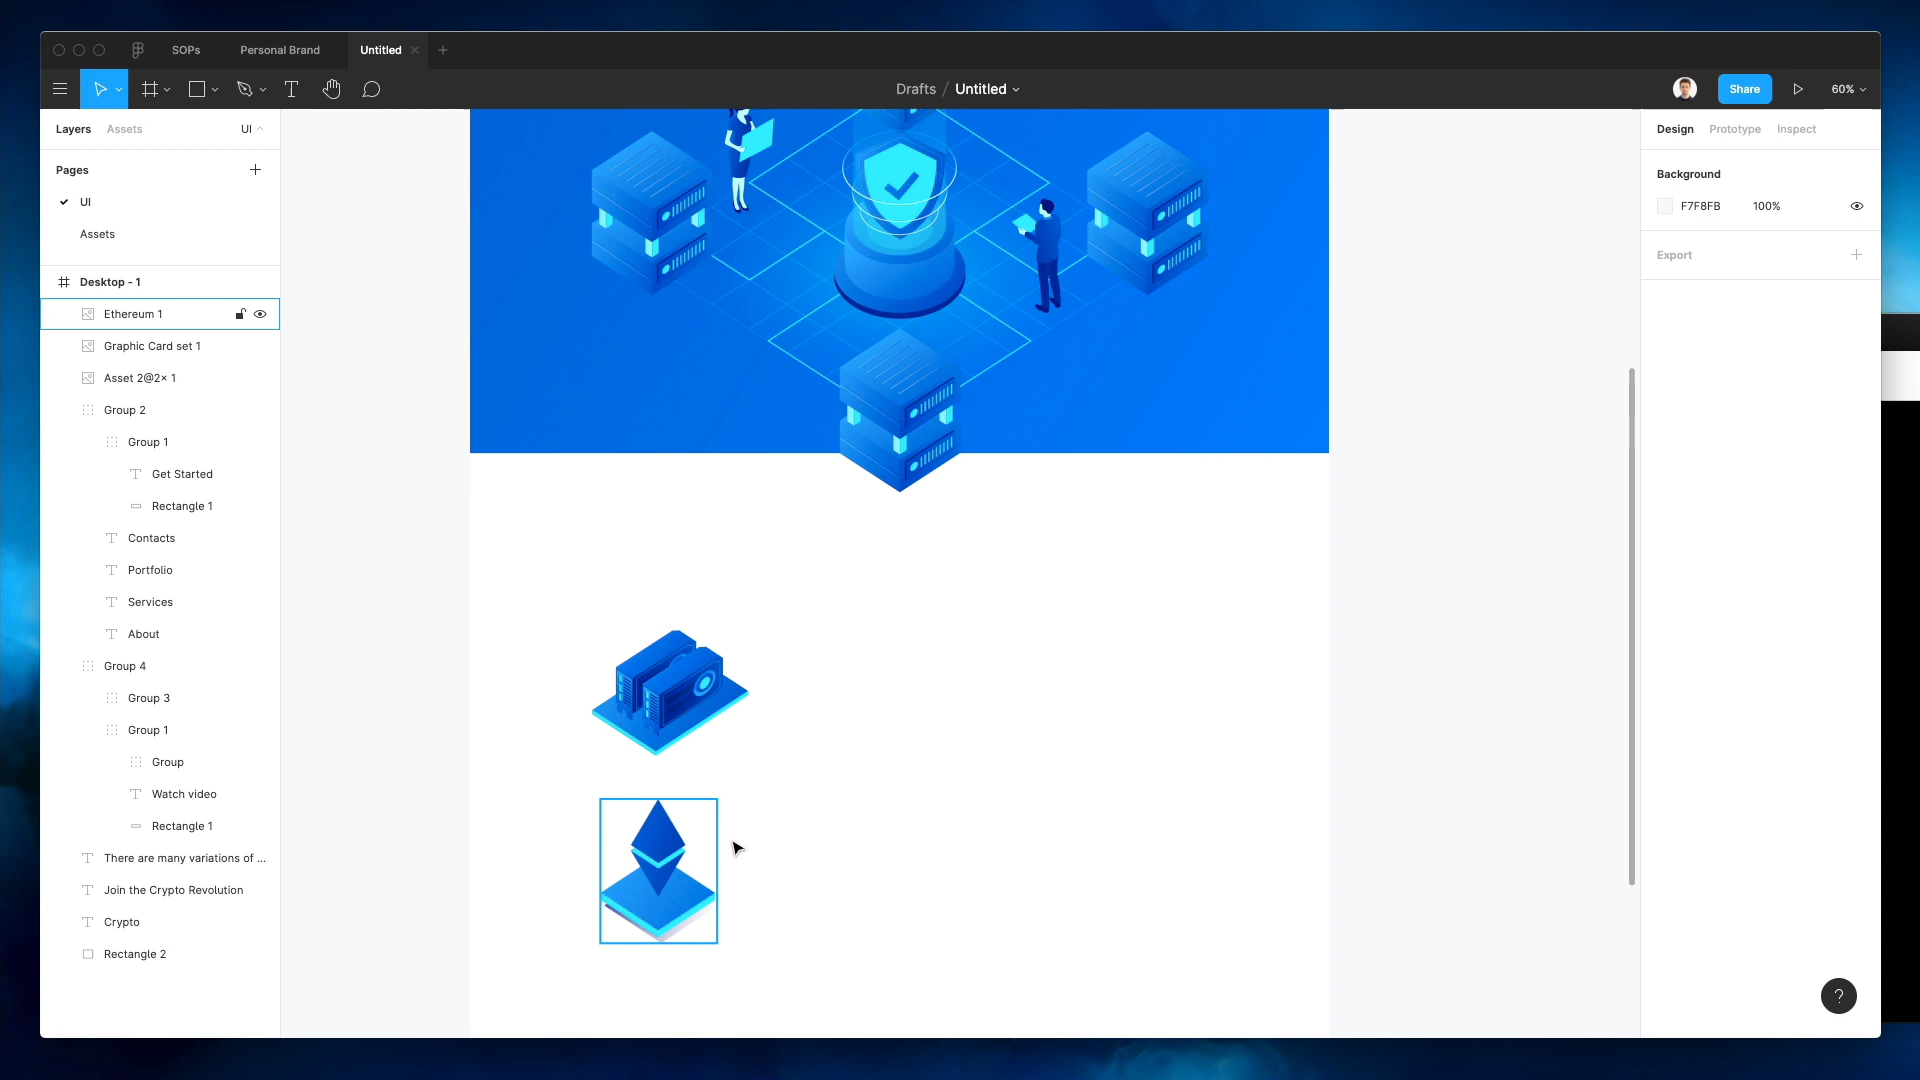 SOPs
Personal Brand
Untitled
Drafts / Untitled
Share
60%
Layers
Assets
UI
Pages
UI
Assets
Desktop - 1
Ethereum 1
Graphic Card set 1
Asset 2@2x 1
Group 2
Group 1
Get Started
Rectangle 1
Contacts
Portfolio
Services
About
Group 4
Group 3
Group 1
Group
Watch video
Rectangle 1
There are many variations of ...
Join the Crypto Revolution
Crypto
Rectangle 2
Design
Prototype
Inspect
Background
F7F8FB
100%
Export
?